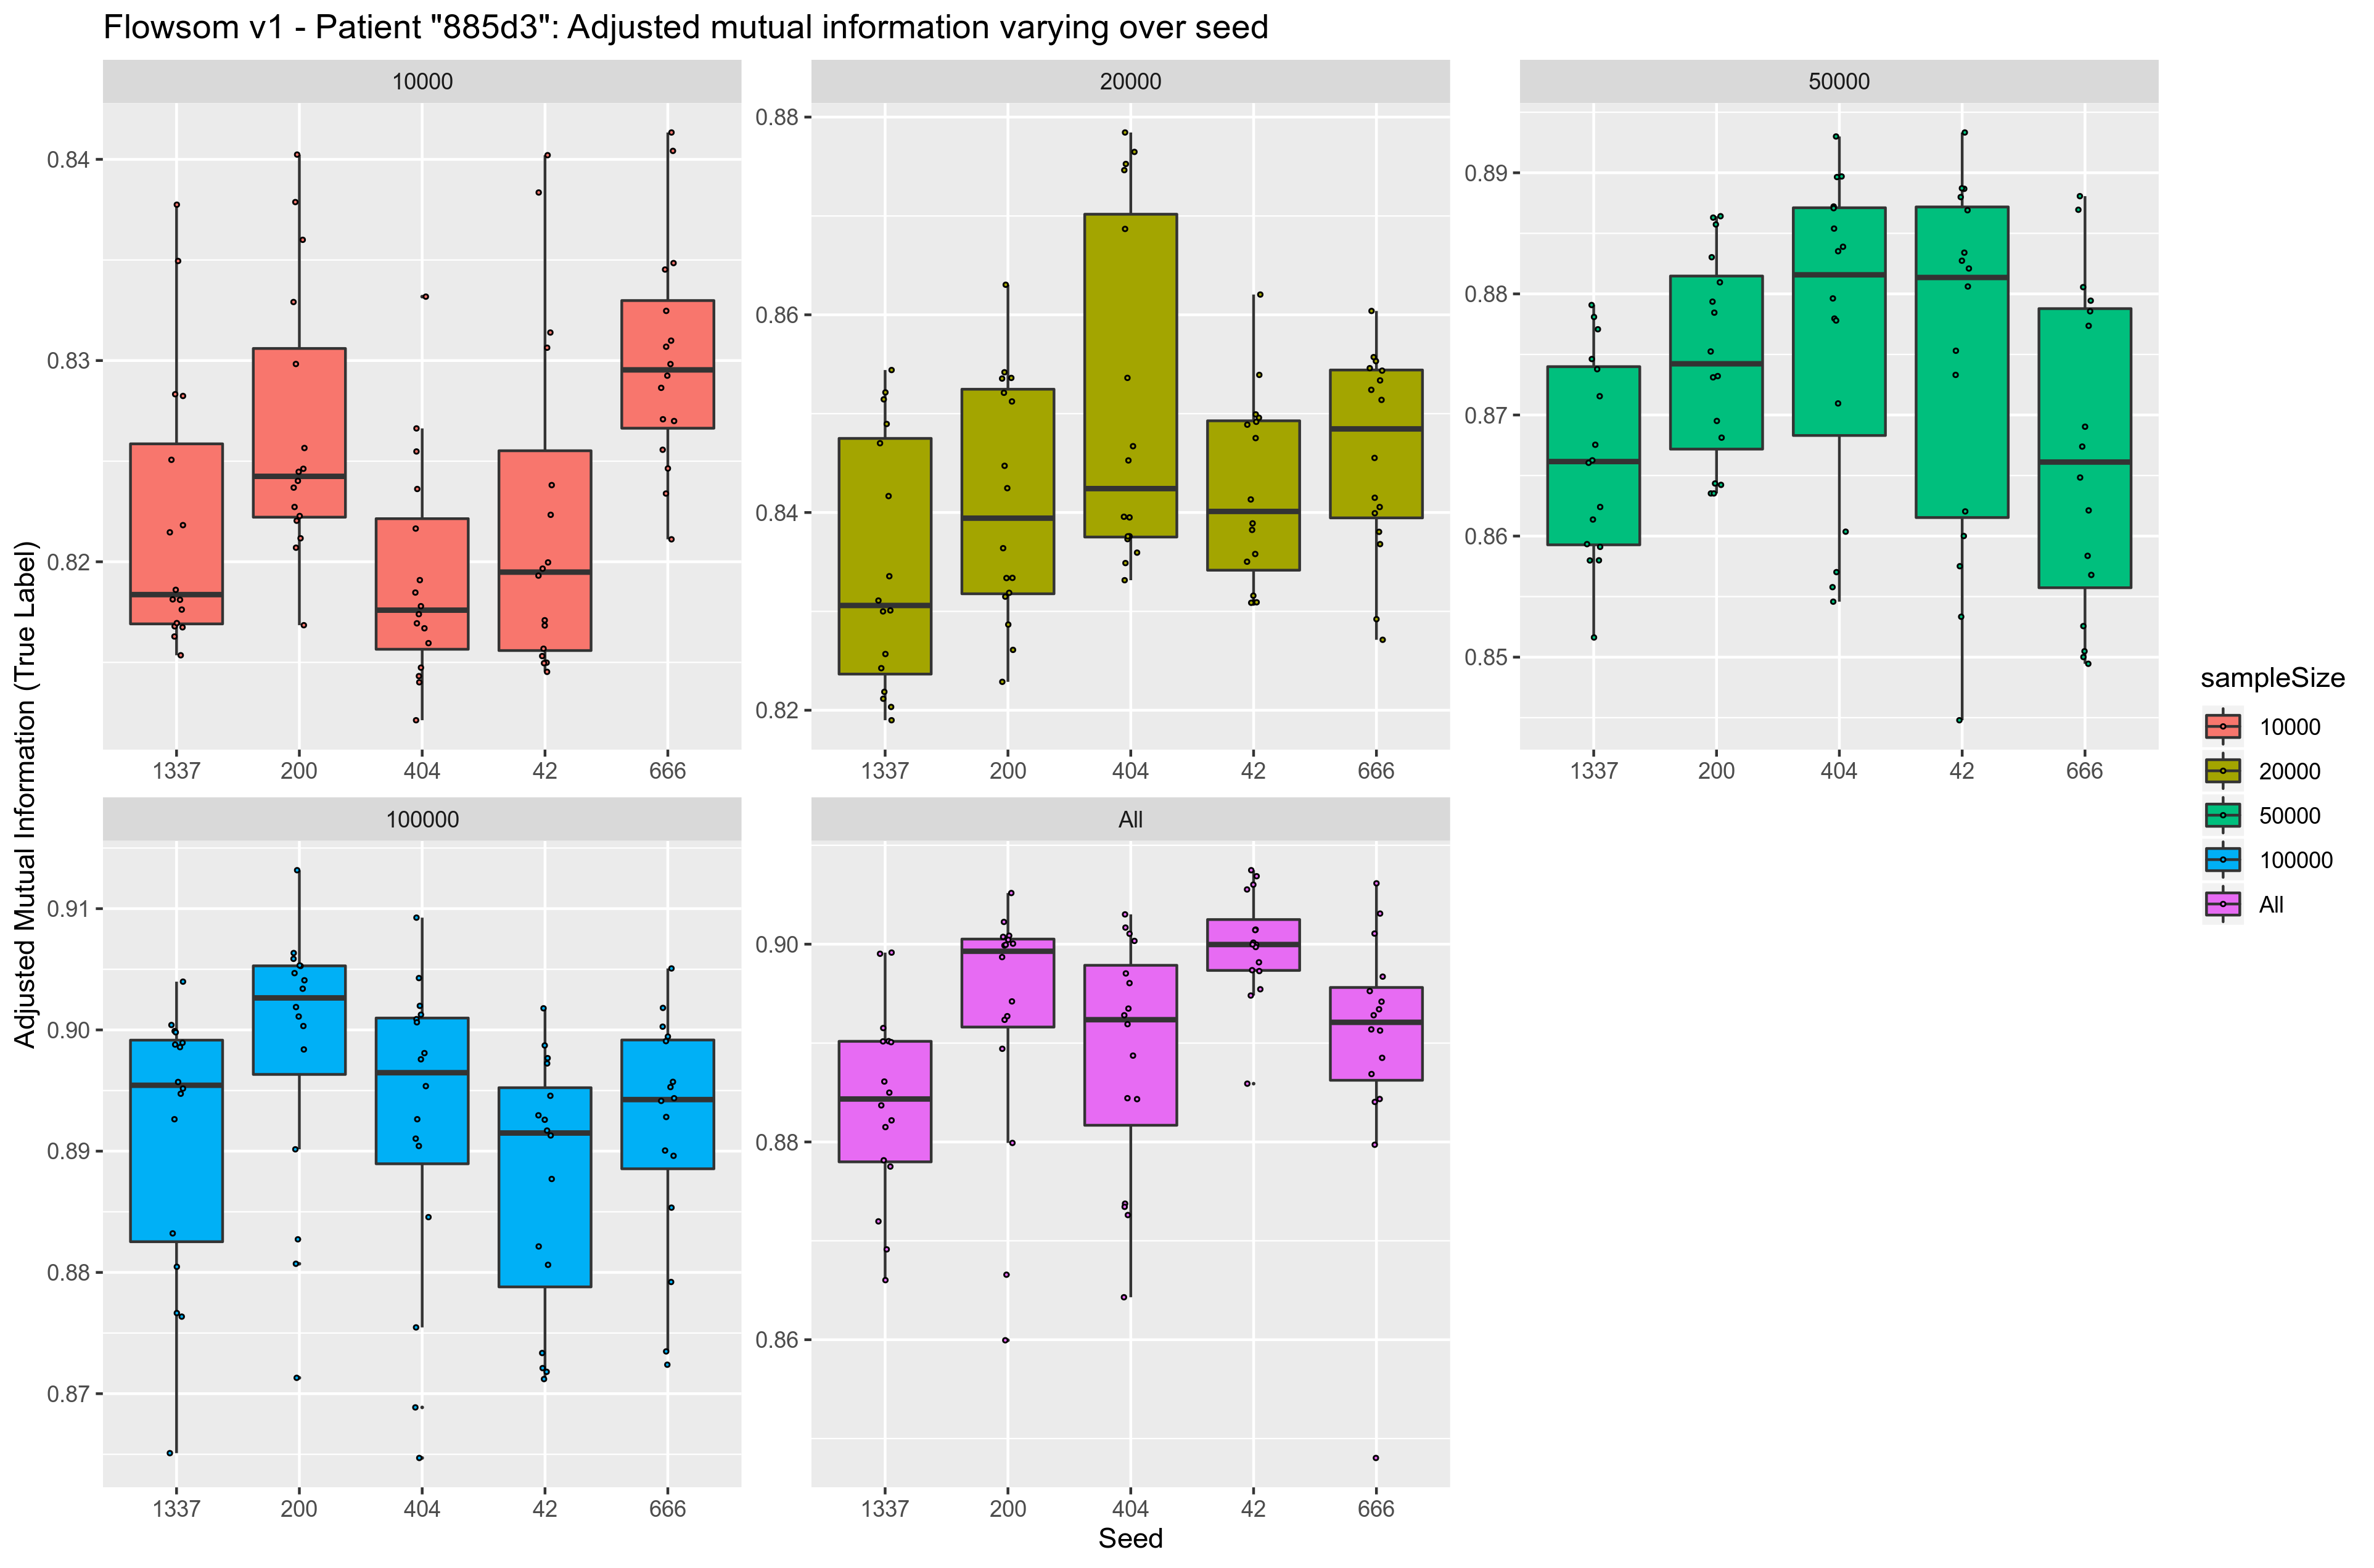 Flowsom v1 - Patient "885d3": Adjusted mutual information varying over seed
10000
20000
50000
0.84
0.83
0.82
0.88
0.86
0.84
0.82
0.89
0.88
0.87
0.86
0.85
1337 200 404 42 666
1337 200 404 42 666
1337 200 404 42 666
Adjusted Mutual Information (True Label)
100000
All
0.91
0.90
0.89
0.88
0.87
0.90
0.88
0.86
1337 200 404 42 666
1337 200 404 42 666
Seed
sampleSize
10000
20000
50000
100000
All